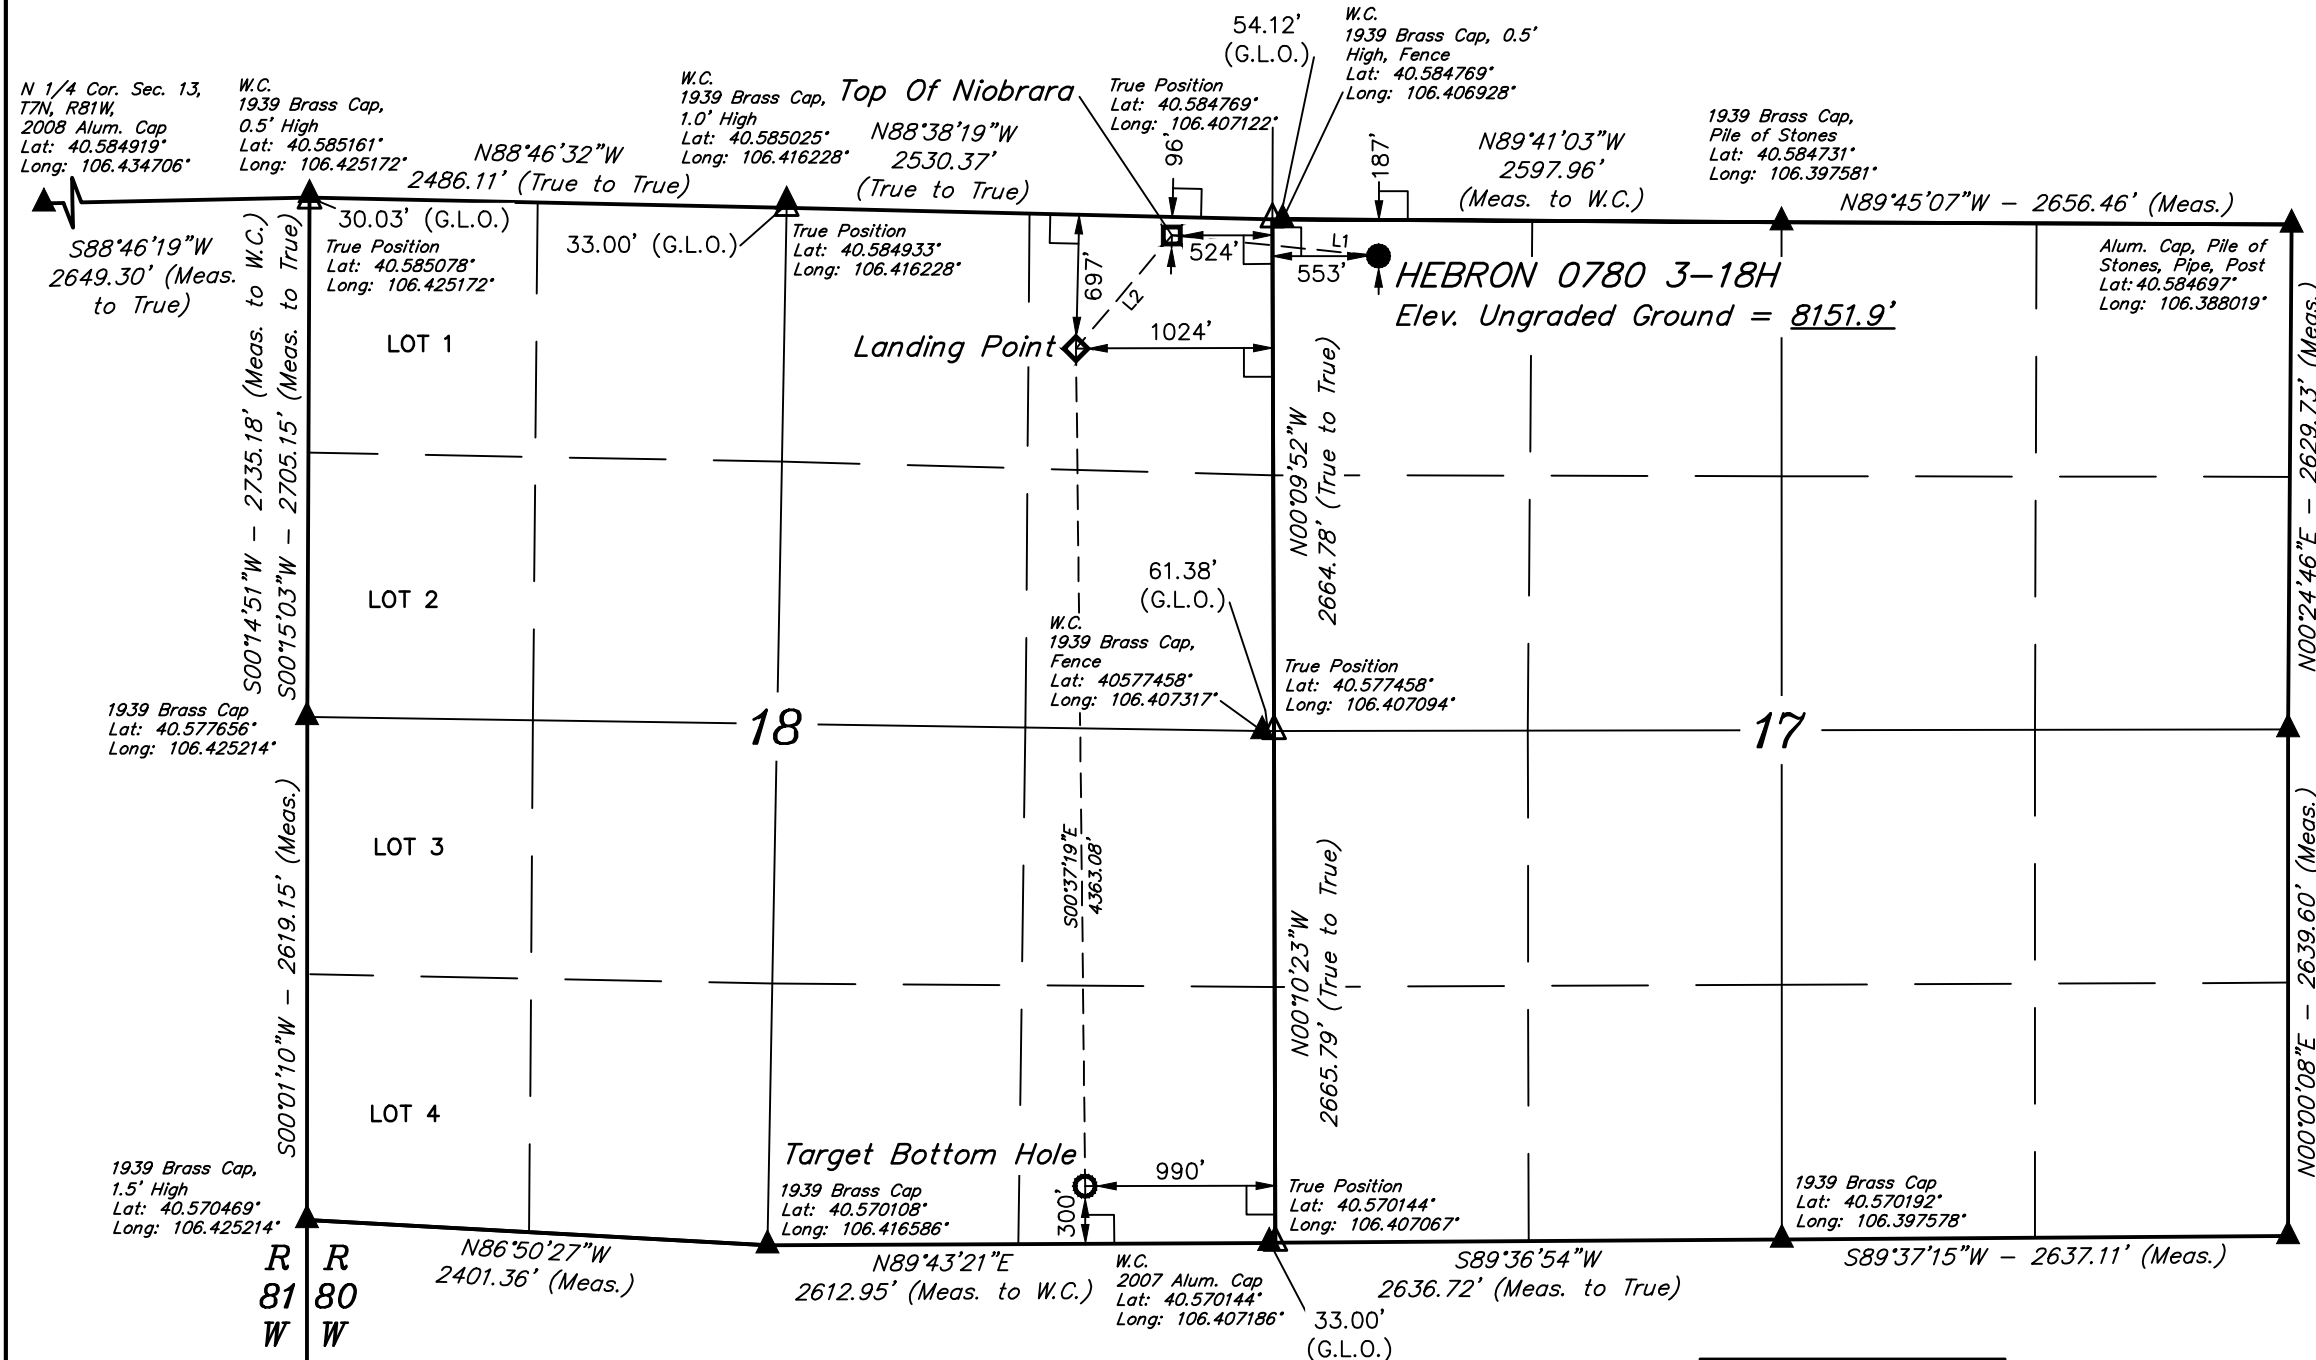 N 1/4 Cor. Sec. 13,
T7N, R81W,
2008 Alum. Cap
Lat: 40.584919°
Long: 106.434706°
W.C.
1939 Brass Cap,
0.5' High
Lat: 40.585161°
Long: 106.425172°
N88°46'32"W
2486.11' (True to True)
W.C.
1939 Brass Cap,
1.0' High
Lat: 40.585025°
Long: 106.416228°
Top Of Niobrara
N88°38'19"W
2530.37'
(True to True)
True Position
Lat: 40.584769°
Long: 106.407122°
96'
54.12'
(G.L.O.)
W.C.
1939 Brass Cap, 0.5'
High, Fence
Lat: 40.584769°
Long: 106.406928°
187'
N89°41'03"W
2597.96'
(Meas. to W.C.)
1939 Brass Cap,
Pile of Stones
Lat: 40.584731°
Long: 106.397581°
N89°45'07"W - 2656.46' (Meas.)
S88°46'19"W
2649.30' (Meas.
to True)
30.03' (G.L.O.)
True Position
Lat: 40.585078°
Long: 106.425172°
33.00' (G.L.O.)
True Position
Lat: 40.584933°
Long: 106.416228°
697'
L2
524'
L1
553'
HEBRON 0780 3-18H
Elev. Ungraded Ground = 8151.9'
Alum. Cap, Pile of
Stones, Pipe, Post
Lat: 40.584697°
Long: 106.388019°
LOT 1
Landing Point
1024'
S00°14'51"W - 2735.18' (Meas. to W.C.)
S00°15'03"W - 2705.15' (Meas. to True)
N00°09'52"W
2664.78' (True to True)
N00°24'46"E - 2629.73' (Meas.)
LOT 2
61.38'
(G.L.O.)
W.C.
1939 Brass Cap,
Fence
Lat: 40577458°
Long: 106.407317°
True Position
Lat: 40.577458°
Long: 106.407094°
1939 Brass Cap
Lat: 40.577656°
Long: 106.425214°
18
17
LOT 3
S00°01'10"W - 2619.15' (Meas.)
S00°37'19"E
4363.08'
N00°10'23"W
2665.79' (True to True)
N00°00'08"E - 2639.60' (Meas.)
LOT 4
Target Bottom Hole
990'
300'
1939 Brass Cap,
1.5' High
Lat: 40.570469°
Long: 106.425214°
1939 Brass Cap
Lat: 40.570108°
Long: 106.416586°
True Position
Lat: 40.570144°
Long: 106.407067°
1939 Brass Cap
Lat: 40.570192°
Long: 106.397578°
R R
81 80
W W
N86°50'27"W
2401.36' (Meas.)
N89°43'21"E
2612.95' (Meas. to W.C.)
W.C.
2007 Alum. Cap
Lat: 40.570144°
Long: 106.407186°
33.00'
(G.L.O.)
S89°36'54"W
2636.72' (Meas. to True)
S89°37'15"W - 2637.11' (Meas.)